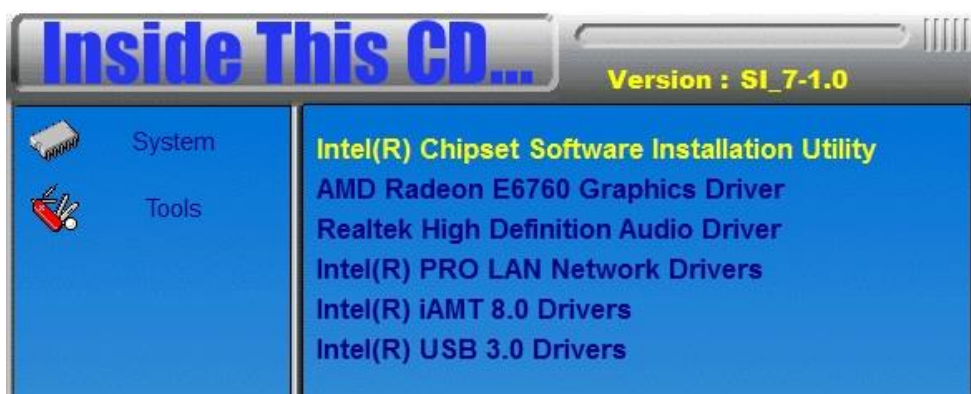 Inside This CD...
Version : SI_7-1.0
System
Tools
Intel(R) Chipset Software Installation Utility
AMD Radeon E6760 Graphics Driver
Realtek High Definition Audio Driver
Intel(R) PRO LAN Network Drivers
Intel(R) iAMT 8.0 Drivers
Intel(R) USB 3.0 Drivers